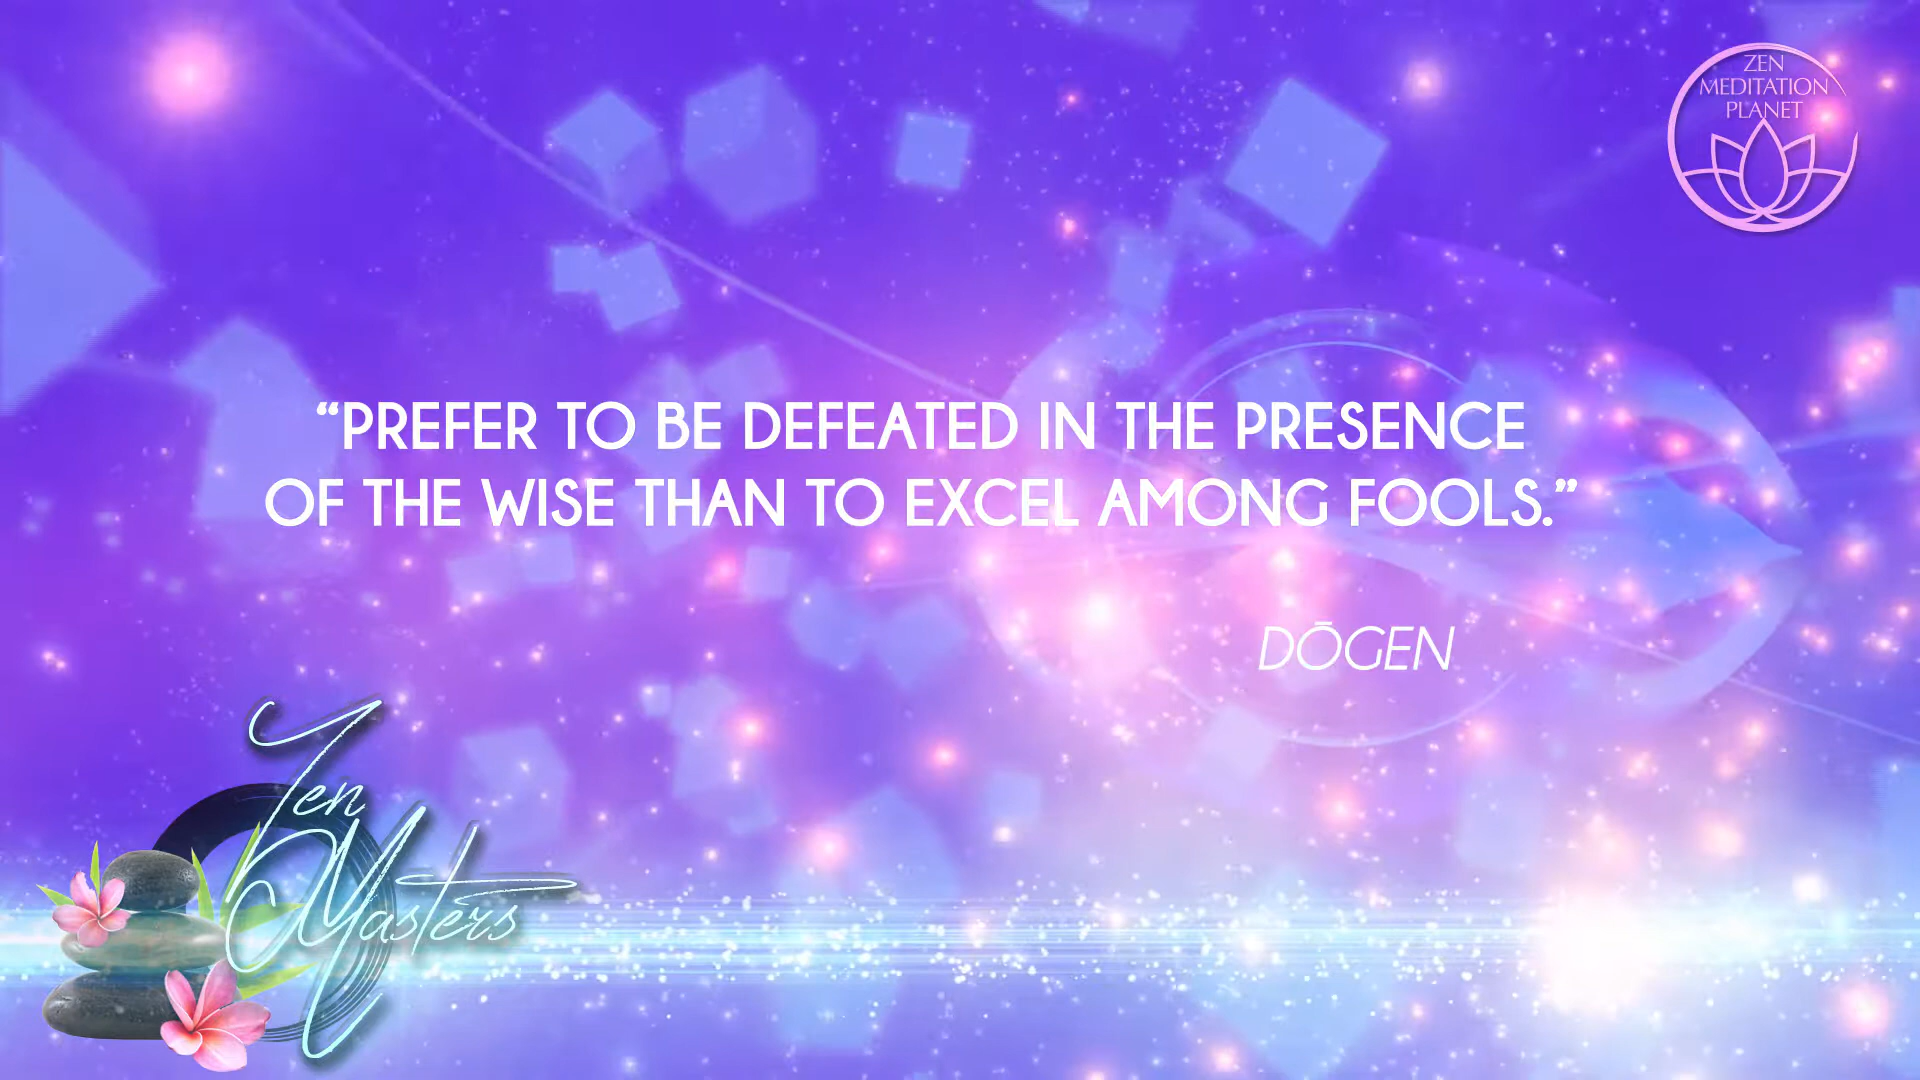 ZEN
MEDITATION
PLANET
“PREFER TO BE DEFEATED IN THE PRESENCE
OF THE WISE THAN TO EXCEL AMONG FOOLS.”
DŌGEN
Zen
Masters